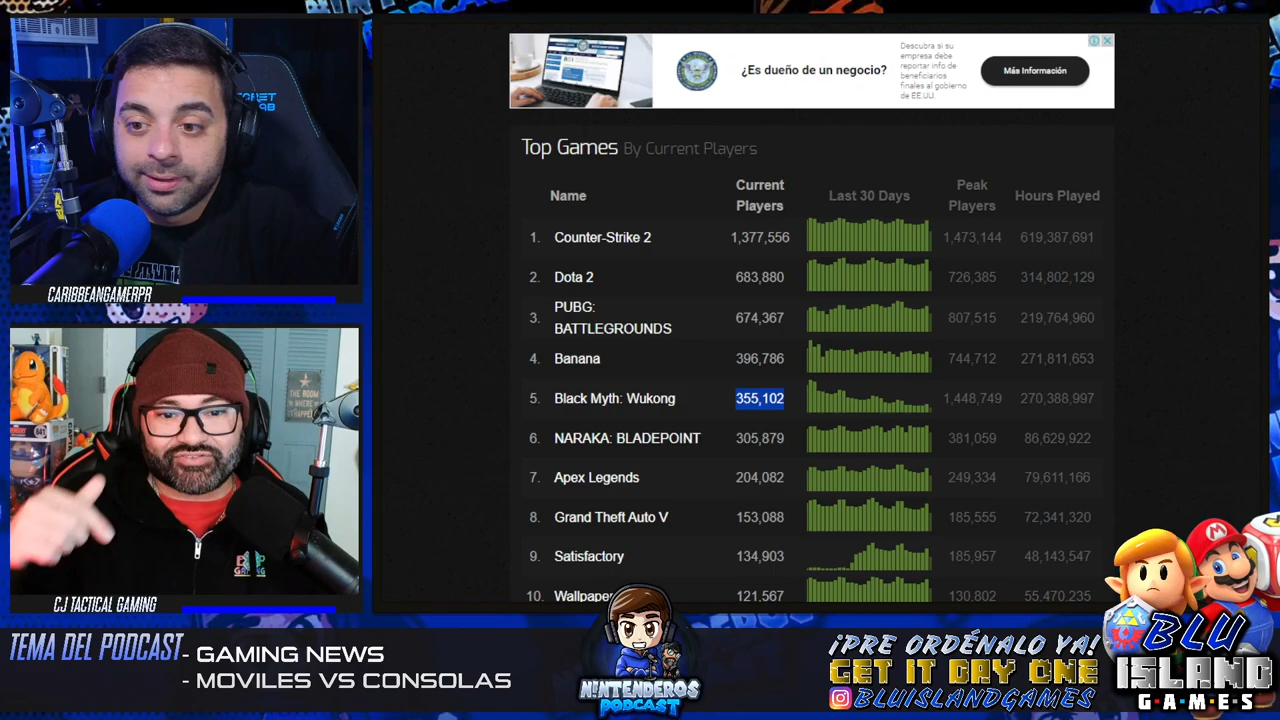 CARIBBEANGAMERPR
THE ROOM
WHERE IT
HAPPENED
CJ TACTICAL GAMING
¿Es dueño de un negocio?
Descubra si su
empresa debe
reportar info de
beneficiarios
finales al gobierno
de EE.UU.
Más Información
Top Games By Current Players
Name Current Players Last 30 Days Peak Players Hours Played
1. Counter-Strike 2 1,377,556 1,473,144 619,387,691
2. Dota 2 683,880 726,385 314,802,129
3. PUBG: BATTLEGROUNDS 674,367 807,515 219,764,960
4. Banana 396,786 744,712 271,811,653
5. Black Myth: Wukong 355,102 1,448,749 270,388,997
6. NARAKA: BLADEPOINT 305,879 381,059 86,629,922
7. Apex Legends 204,082 249,334 79,611,166
8. Grand Theft Auto V 153,088 185,555 72,341,320
9. Satisfactory 134,903 185,957 48,143,547
10. Wallpaper 121,567 130,802 55,470,235
TEMA DEL PODCAST
- GAMING NEWS
- MOVILES VS CONSOLAS
NINTENDEROS
PODCAST
¡PRE ORDÉNALO YA!
GET IT DAY ONE
BLUISLANDGAMES
BLU
ISLAND
GAMES